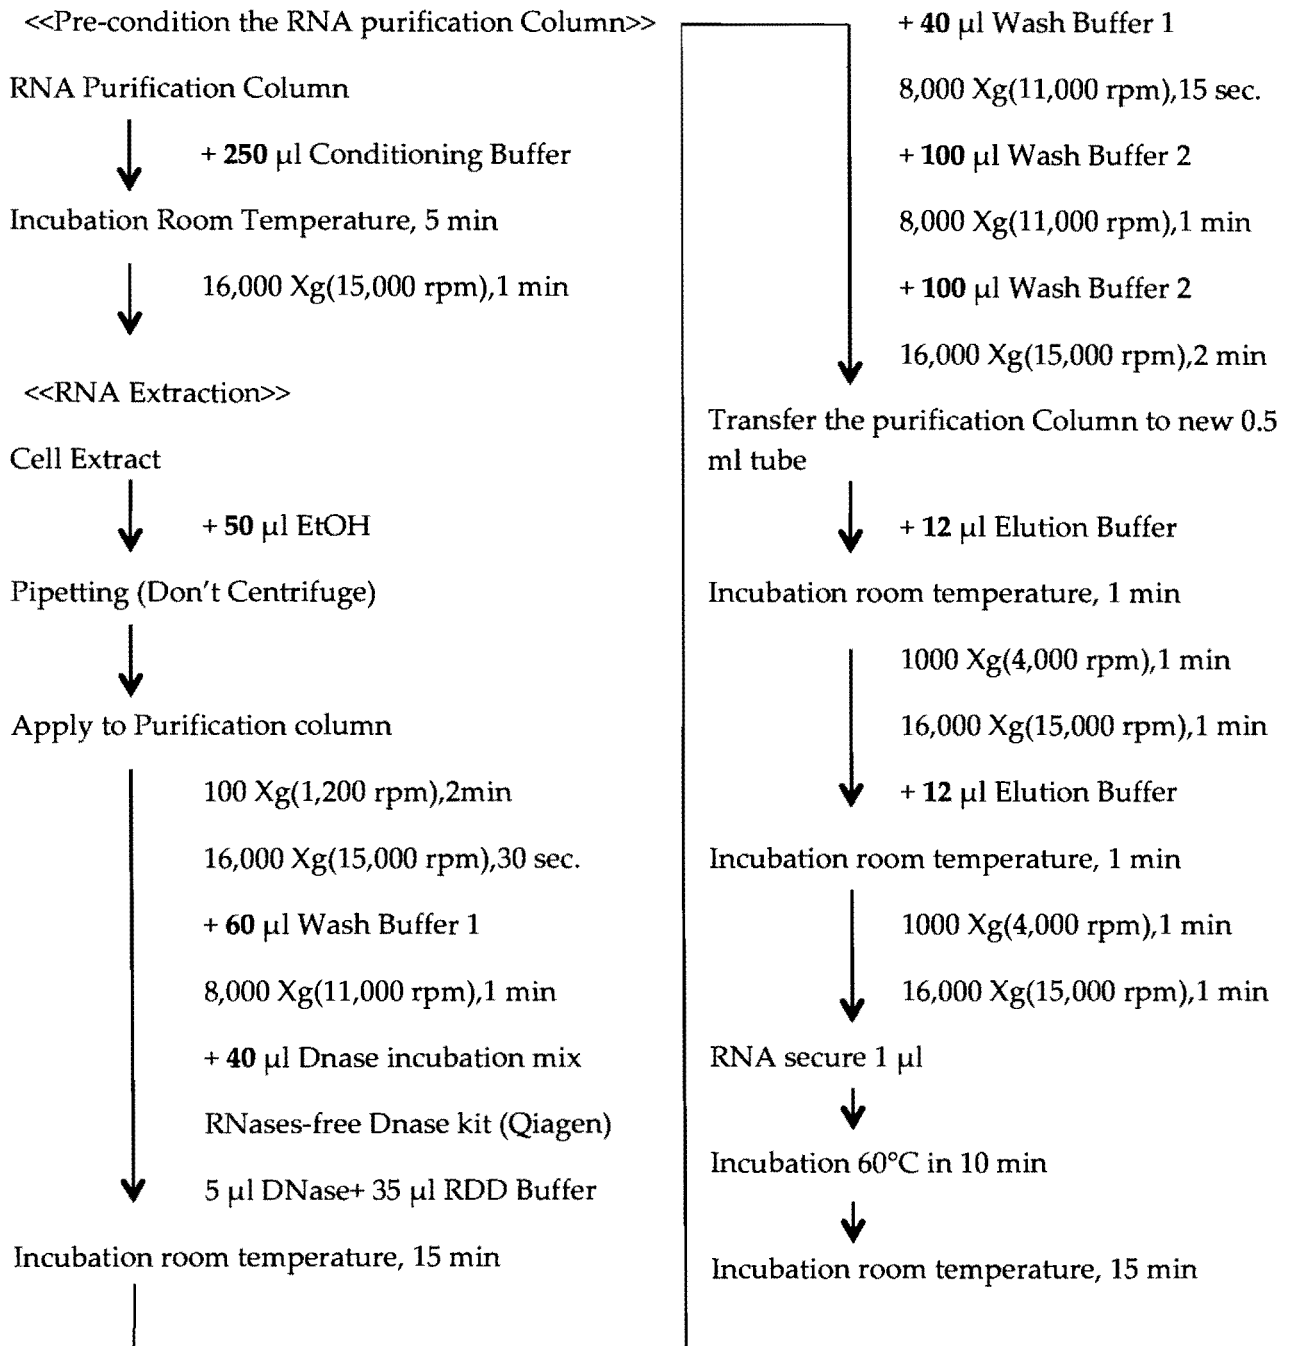 <<Pre-condition the RNA purification Column>>
RNA Purification Column
+ 250 µl Conditioning Buffer
Incubation Room Temperature, 5 min
16,000 Xg(15,000 rpm),1 min
<<RNA Extraction>>
Cell Extract
+ 50 µl EtOH
Pipetting (Don't Centrifuge)
Apply to Purification column
100 Xg(1,200 rpm),2min
16,000 Xg(15,000 rpm),30 sec.
+ 60 µl Wash Buffer 1
8,000 Xg(11,000 rpm),1 min
+ 40 µl Dnase incubation mix
RNases-free Dnase kit (Qiagen)
5 µl DNase+ 35 µl RDD Buffer
Incubation room temperature, 15 min
+ 40 µl Wash Buffer 1
8,000 Xg(11,000 rpm),15 sec.
+ 100 µl Wash Buffer 2
8,000 Xg(11,000 rpm),1 min
+ 100 µl Wash Buffer 2
16,000 Xg(15,000 rpm),2 min
Transfer the purification Column to new 0.5
ml tube
+ 12 µl Elution Buffer
Incubation room temperature, 1 min
1000 Xg(4,000 rpm),1 min
16,000 Xg(15,000 rpm),1 min
+ 12 µl Elution Buffer
Incubation room temperature, 1 min
1000 Xg(4,000 rpm),1 min
16,000 Xg(15,000 rpm),1 min
RNA secure 1 µl
Incubation 60°C in 10 min
Incubation room temperature, 15 min